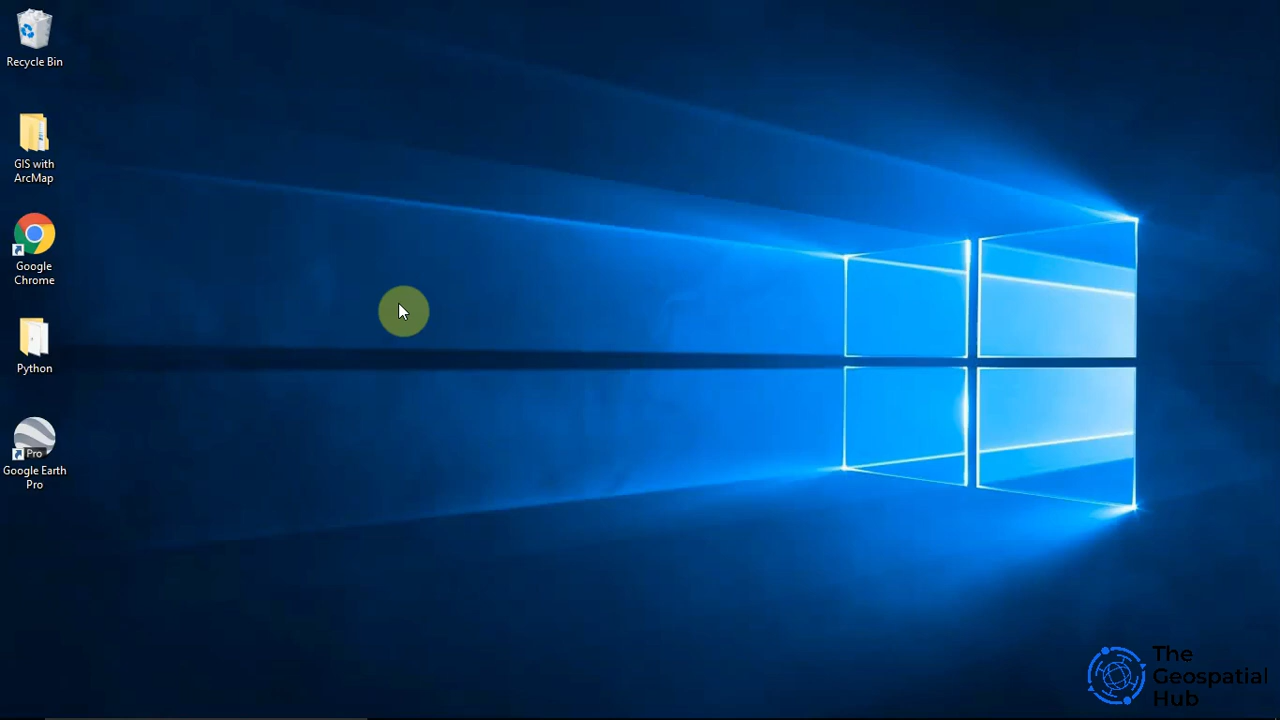 Recycle Bin
GIS with
ArcMap
Google
Chrome
Python
Pro
Google Earth
Pro
The
Geospatial
Hub